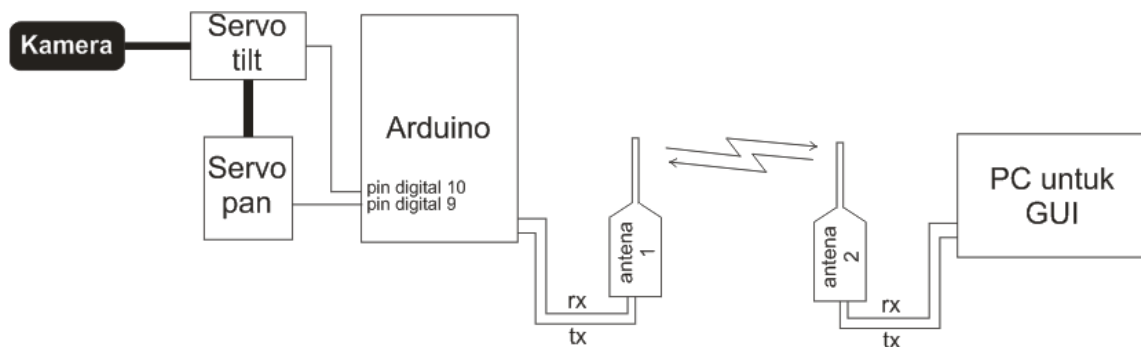 Kamera
Servo
tilt
Servo
pan
Arduino
pin digital 10
pin digital 9
rx
tx
antena
1
antena
2
rx
tx
PC untuk
GUI